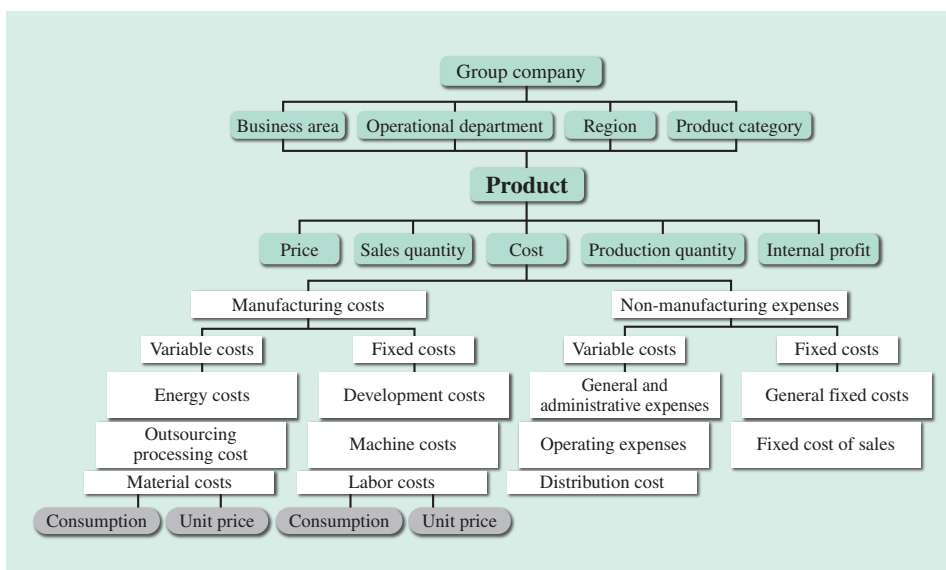 Group company
Business area
Operational department
Region
Product category
Product
Price
Sales quantity
Cost
Production quantity
Internal profit
Manufacturing costs
Non-manufacturing expenses
Variable costs
Fixed costs
Variable costs
Fixed costs
Energy costs
Development costs
General and
administrative expenses
General fixed costs
Outsourcing
processing cost
Machine costs
Operating expenses
Fixed cost of sales
Material costs
Labor costs
Distribution cost
Consumption
Unit price
Consumption
Unit price